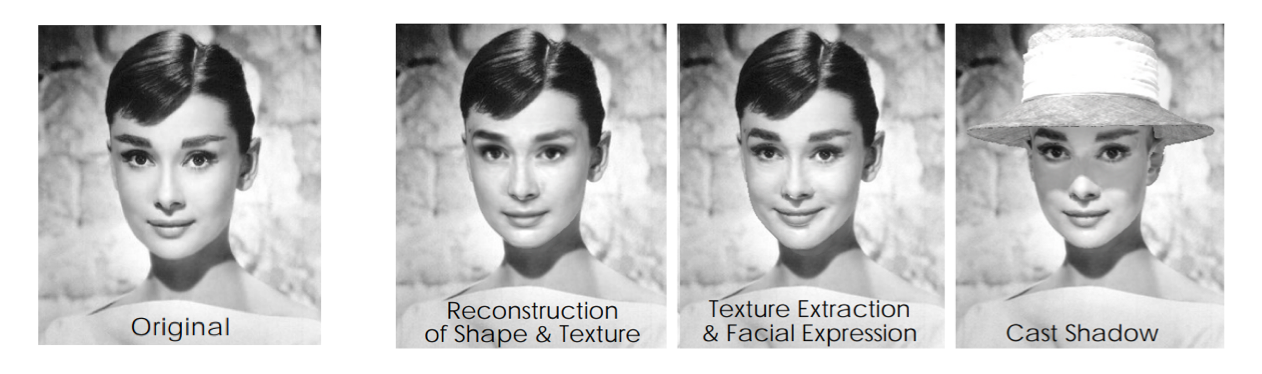 Original
Reconstruction
of Shape & Texture
Texture Extraction
& Facial Expression
Cast Shadow